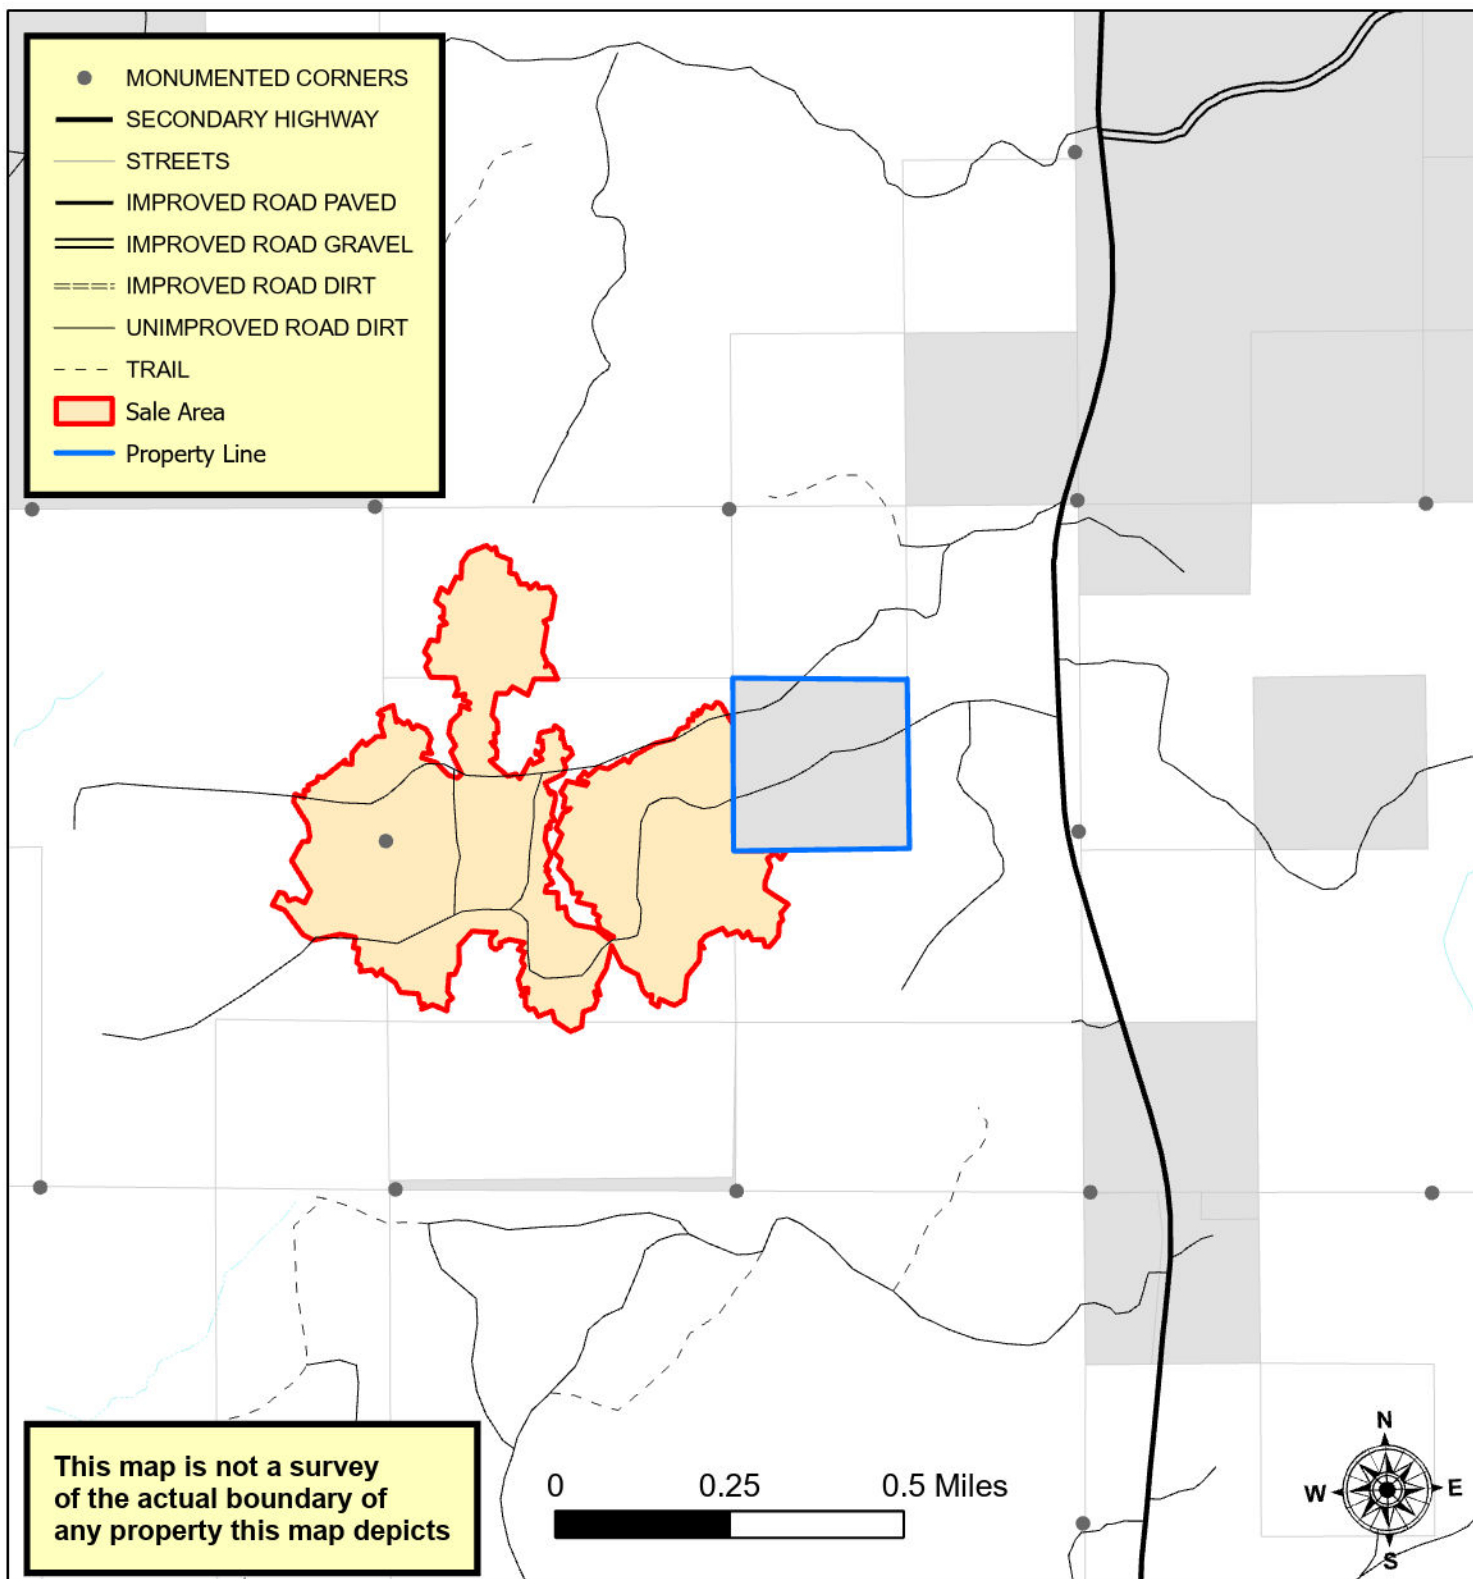 MONUMENTED CORNERS
SECONDARY HIGHWAY
STREETS
IMPROVED ROAD PAVED
IMPROVED ROAD GRAVEL
IMPROVED ROAD DIRT
UNIMPROVED ROAD DIRT
TRAIL
Sale Area
Property Line
This map is not a survey
of the actual boundary of
any property this map depicts
0 0.25 0.5 Miles
N
W E
S